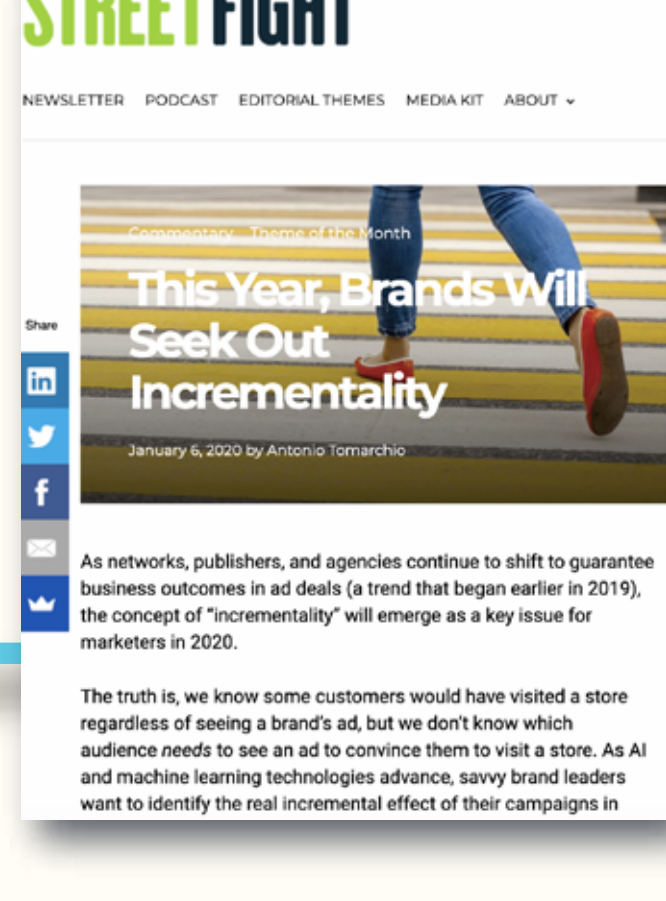 STREETFIGHT
NEWSLETTER PODCAST EDITORIAL THEMES MEDIA KIT ABOUT
Commentary Theme of the Month
This Year, Brands Will
Seek Out
Incrementality
January 6, 2020 by Antonio Tomarchio
Share
in
f
As networks, publishers, and agencies continue to shift to guarantee
business outcomes in ad deals (a trend that began earlier in 2019),
the concept of "incrementality" will emerge as a key issue for
marketers in 2020.
The truth is, we know some customers would have visited a store
regardless of seeing a brand's ad, but we don't know which
audience needs to see an ad to convince them to visit a store. As AI
and machine learning technologies advance, savvy brand leaders
want to identify the real incremental effect of their campaigns in